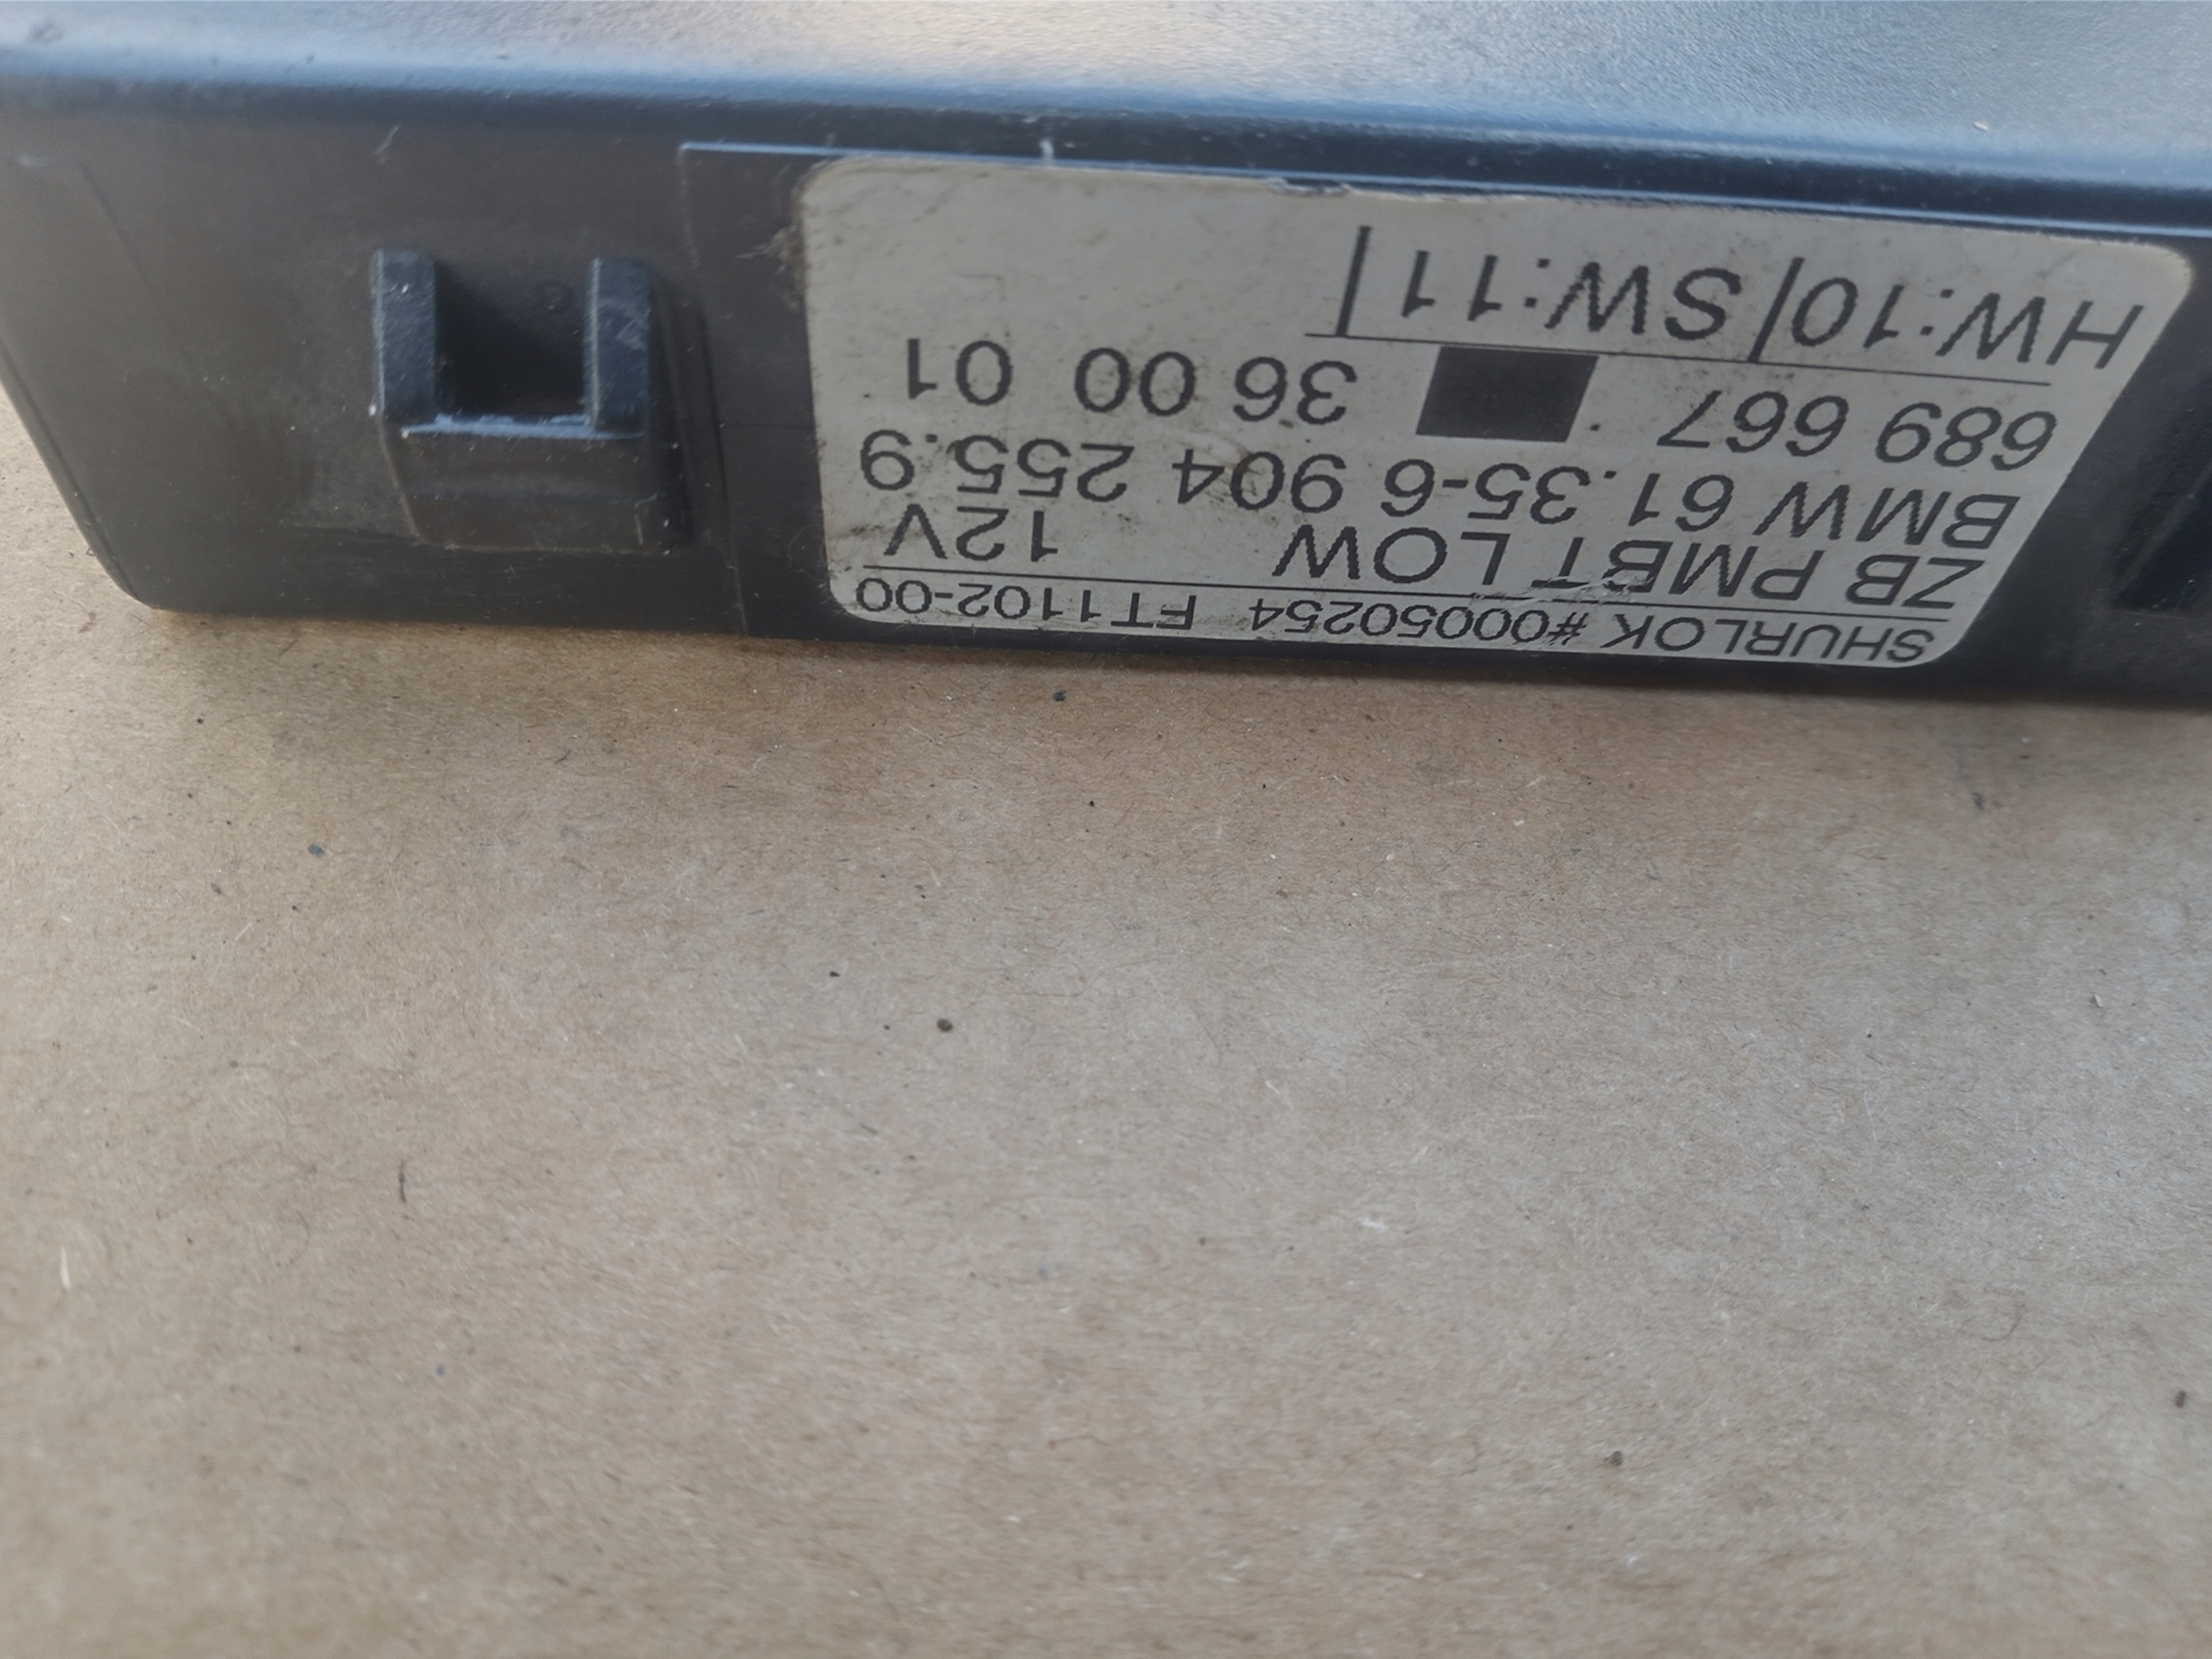 SHURLOK #00050254 FT1102-00
ZB PMBT LOW 12V
BMW 61.35-6 904 255.9
689 667 36 00 01
HW:10|SW:11|